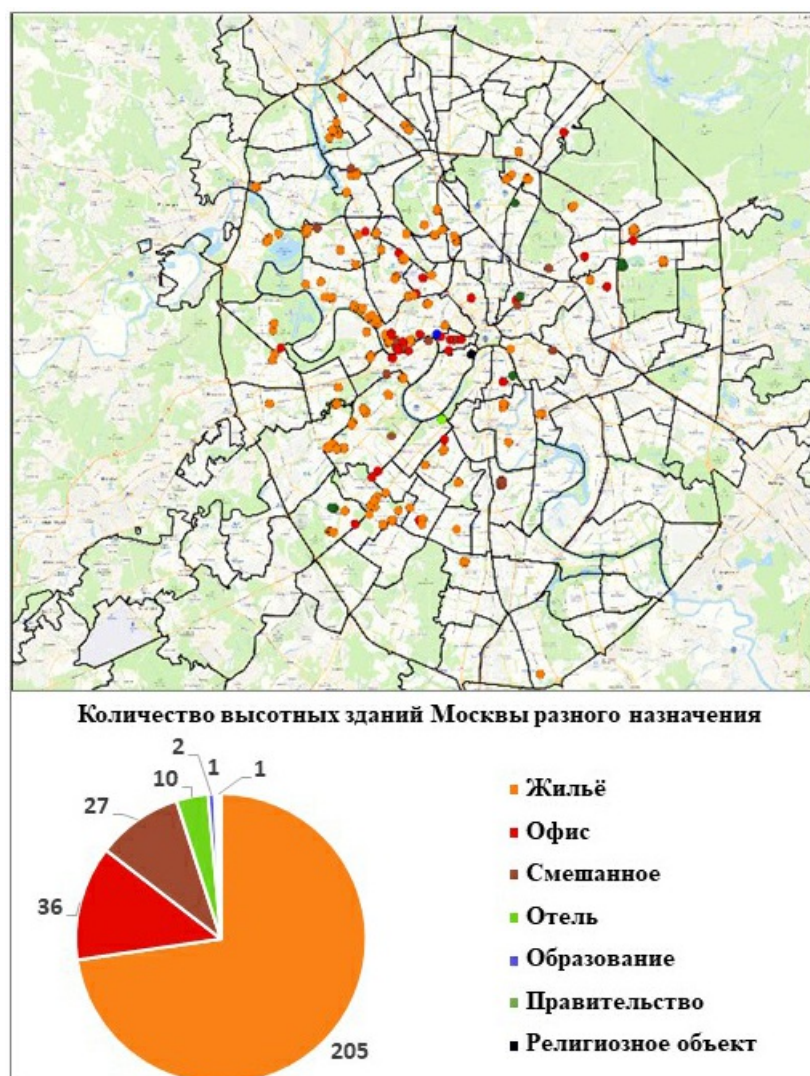 Количество высотных зданий Москвы разного назначения
2
1
1
10
27
36
205
Жильё
Офис
Смешанное
Отель
Образование
Правительство
Религиозное объект